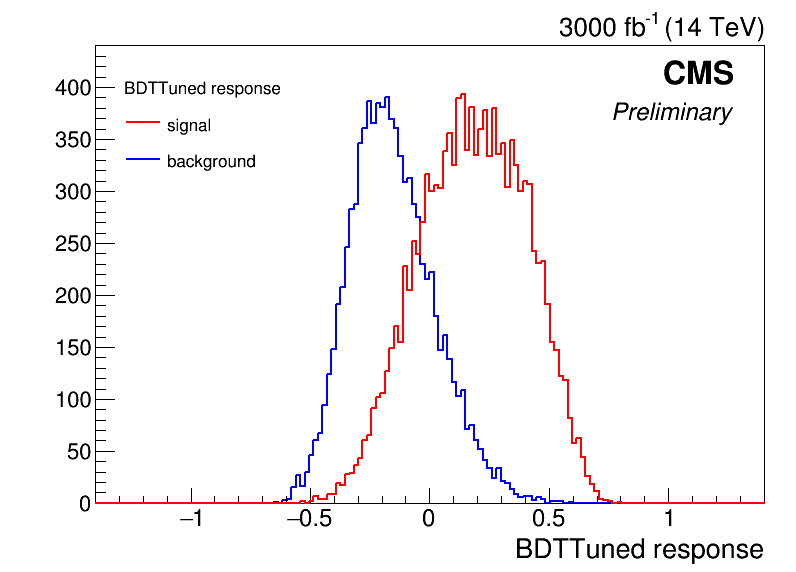 3000 fb-1 (14 TeV)
CMS
Preliminary
BDTTuned response
signal
background
400
350
300
250
200
150
100
50
0
−1 −0.5 0 0.5 1
BDTTuned response